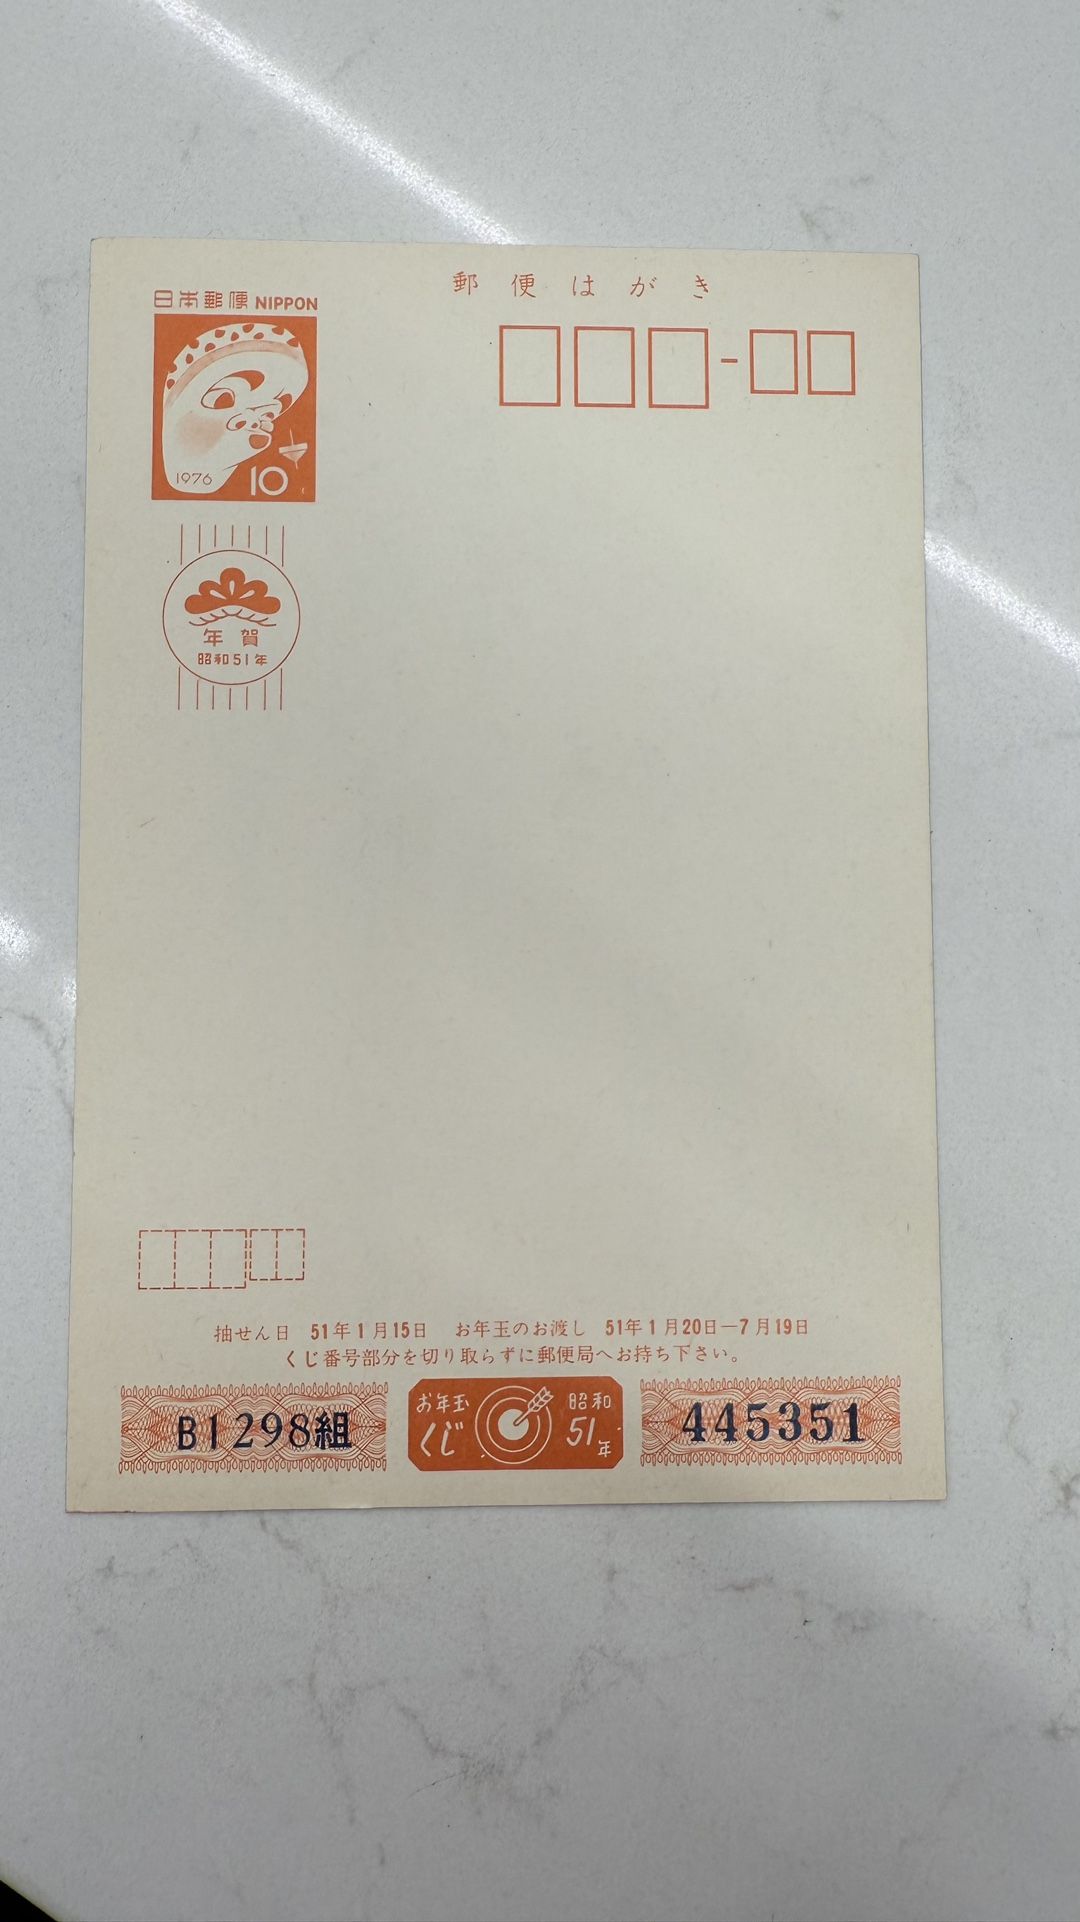 郵便はがき
日本郵便 NIPPON
1976 10
年賀
昭和51年
抽せん日 51年1月15日 お年玉のお渡し 51年1月20日―7月19日
くじ番号部分を切り取らずに郵便局へお持ち下さい。
B1298組
お年玉くじ 昭和51年
445351